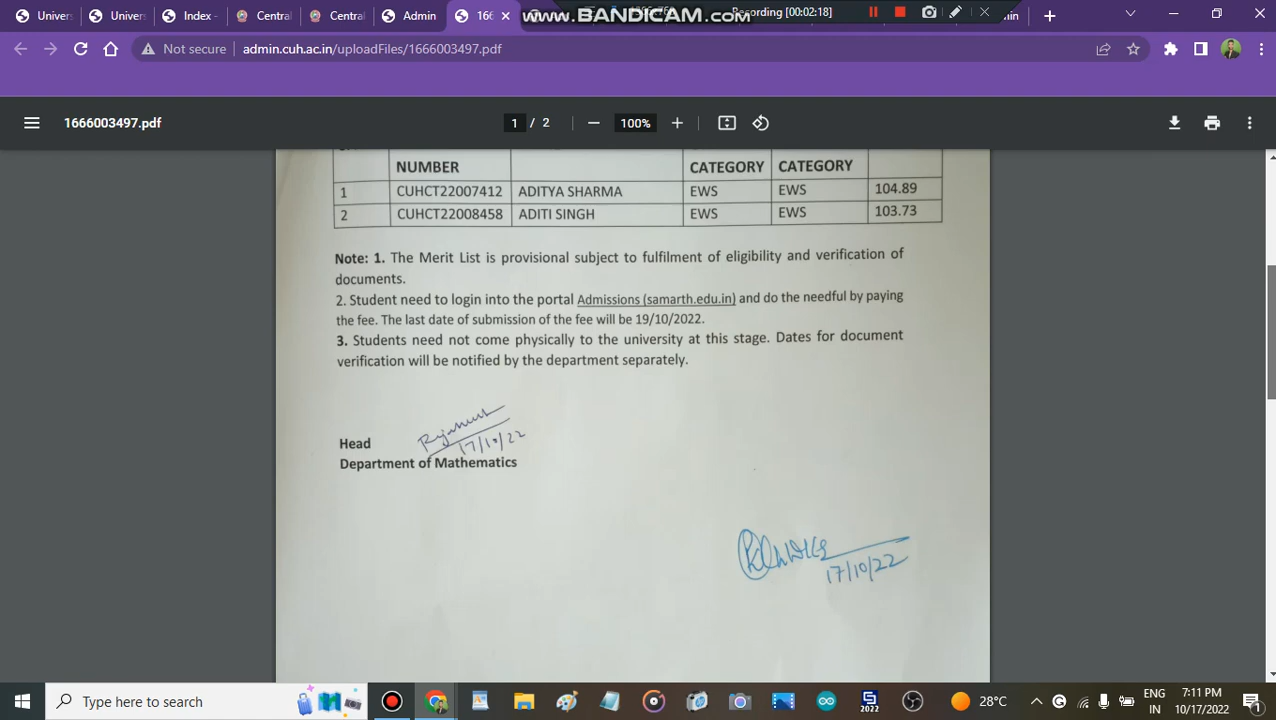 Univers
Univers
Index -
Central
Central
Admin
166
www.BANDICAM.com
Recording [00:02:18]
min
Not secure
admin.cuh.ac.in/uploadFiles/1666003497.pdf
1666003497.pdf
1 / 2
100%
NUMBER CATEGORY CATEGORY
1 CUHCT22007412 ADITYA SHARMA EWS EWS 104.89
2 CUHCT22008458 ADITI SINGH EWS EWS 103.73
Note: 1. The Merit List is provisional subject to fulfilment of eligibility and verification of
documents.
2. Student need to login into the portal Admissions (samarth.edu.in) and do the needful by paying
the fee. The last date of submission of the fee will be 19/10/2022.
3. Students need not come physically to the university at this stage. Dates for document
verification will be notified by the department separately.
17/10/22
Head
Department of Mathematics
17/10/22
Type here to search
2022
28°C
ENG
IN
7:11 PM
10/17/2022
1